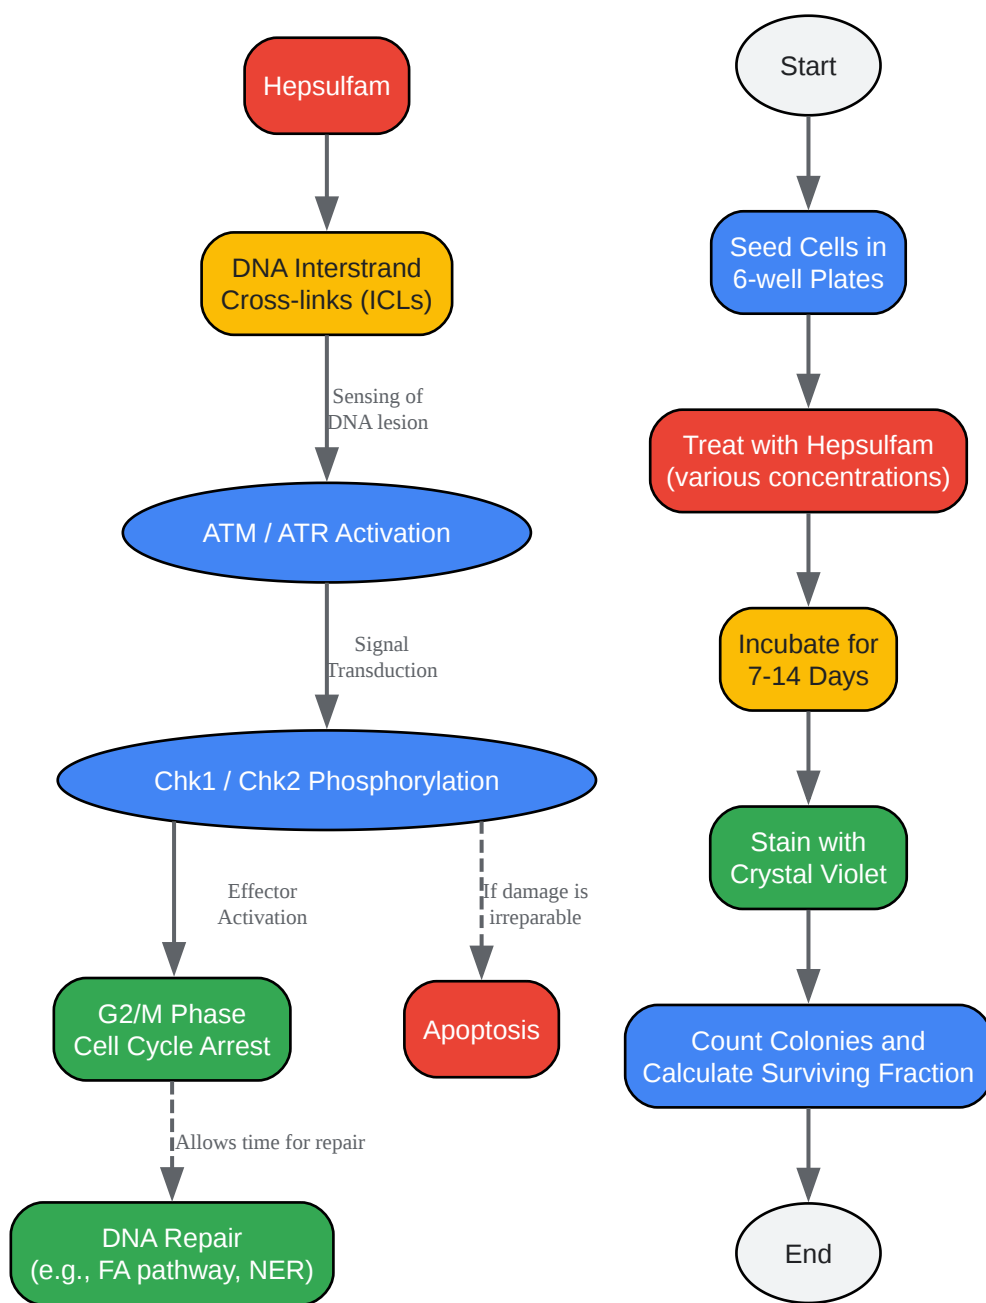 Hepsulfam
DNA Interstrand
Cross-links (ICLs)
Sensing of
DNA lesion
ATM / ATR Activation
Signal
Transduction
Chk1 / Chk2 Phosphorylation
Effector
Activation
If damage is
irreparable
G2/M Phase
Cell Cycle Arrest
Apoptosis
Allows time for repair
DNA Repair
(e.g., FA pathway, NER)
Start
Seed Cells in
6-well Plates
Treat with Hepsulfam
(various concentrations)
Incubate for
7-14 Days
Stain with
Crystal Violet
Count Colonies and
Calculate Surviving Fraction
End